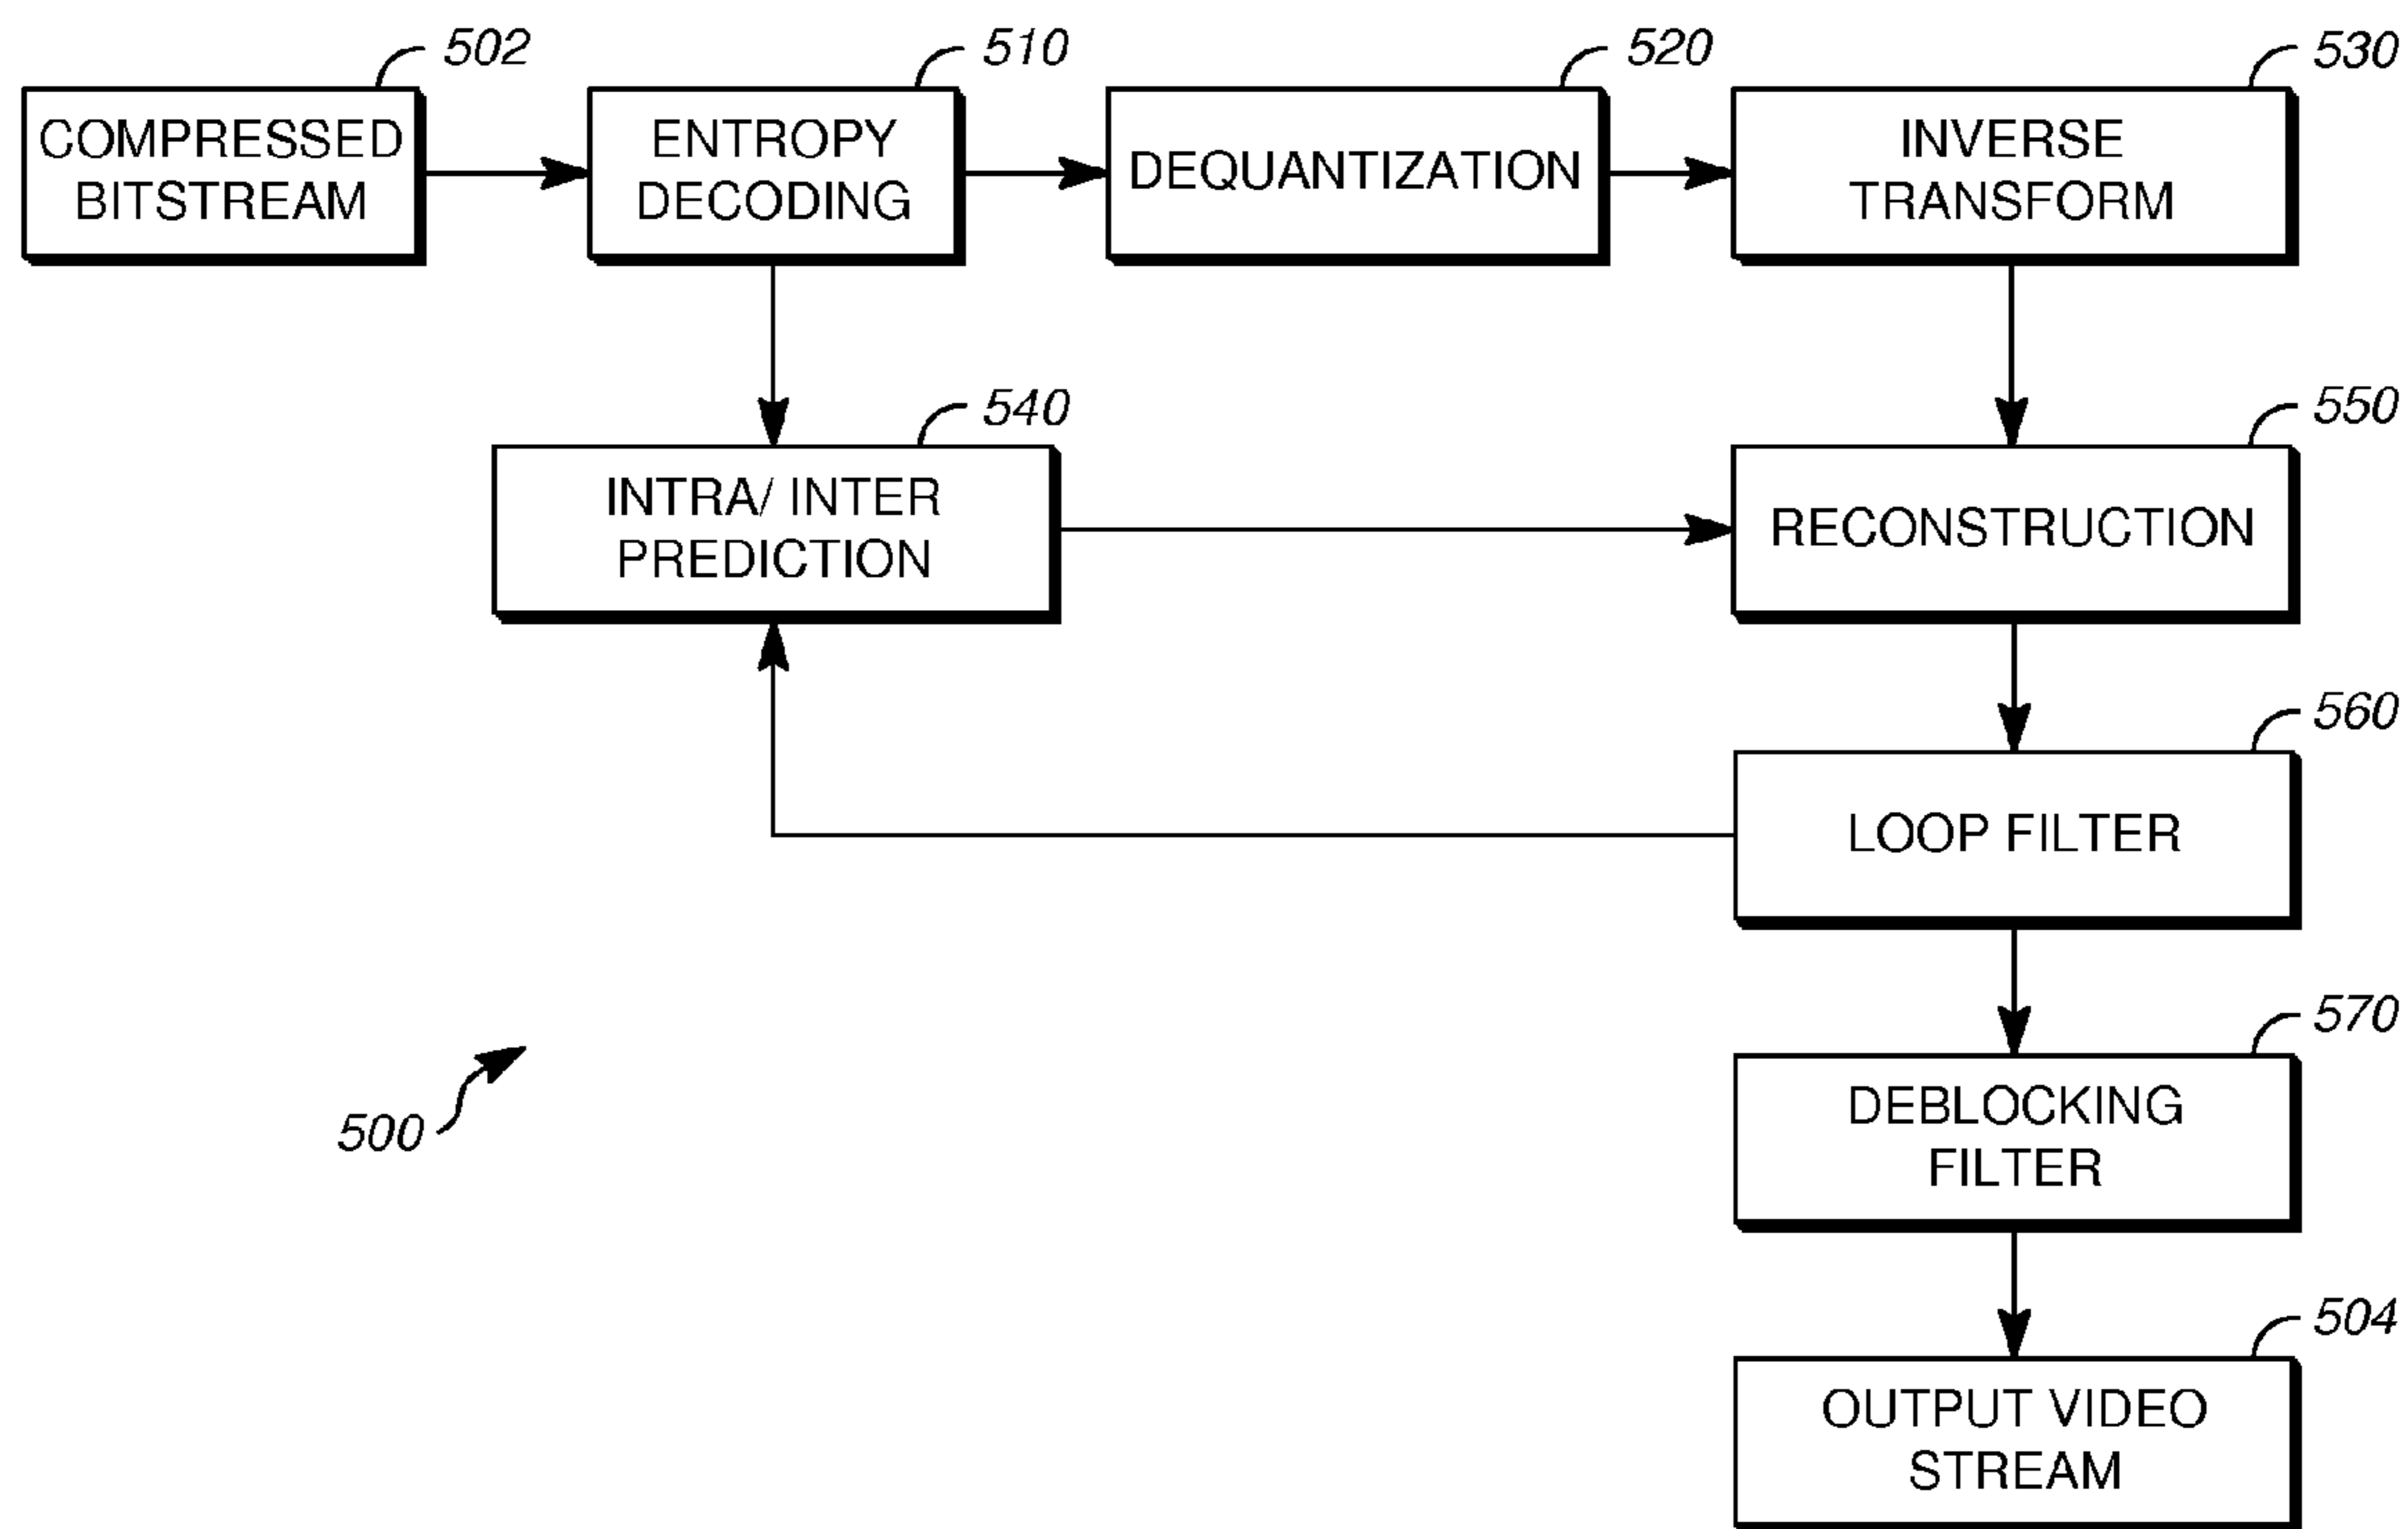 502
510
520
530
COMPRESSED
BITSTREAM
ENTROPY
DECODING
DEQUANTIZATION
INVERSE
TRANSFORM
540
550
INTRA/ INTER
PREDICTION
RECONSTRUCTION
560
LOOP FILTER
570
DEBLOCKING
FILTER
500
504
OUTPUT VIDEO
STREAM